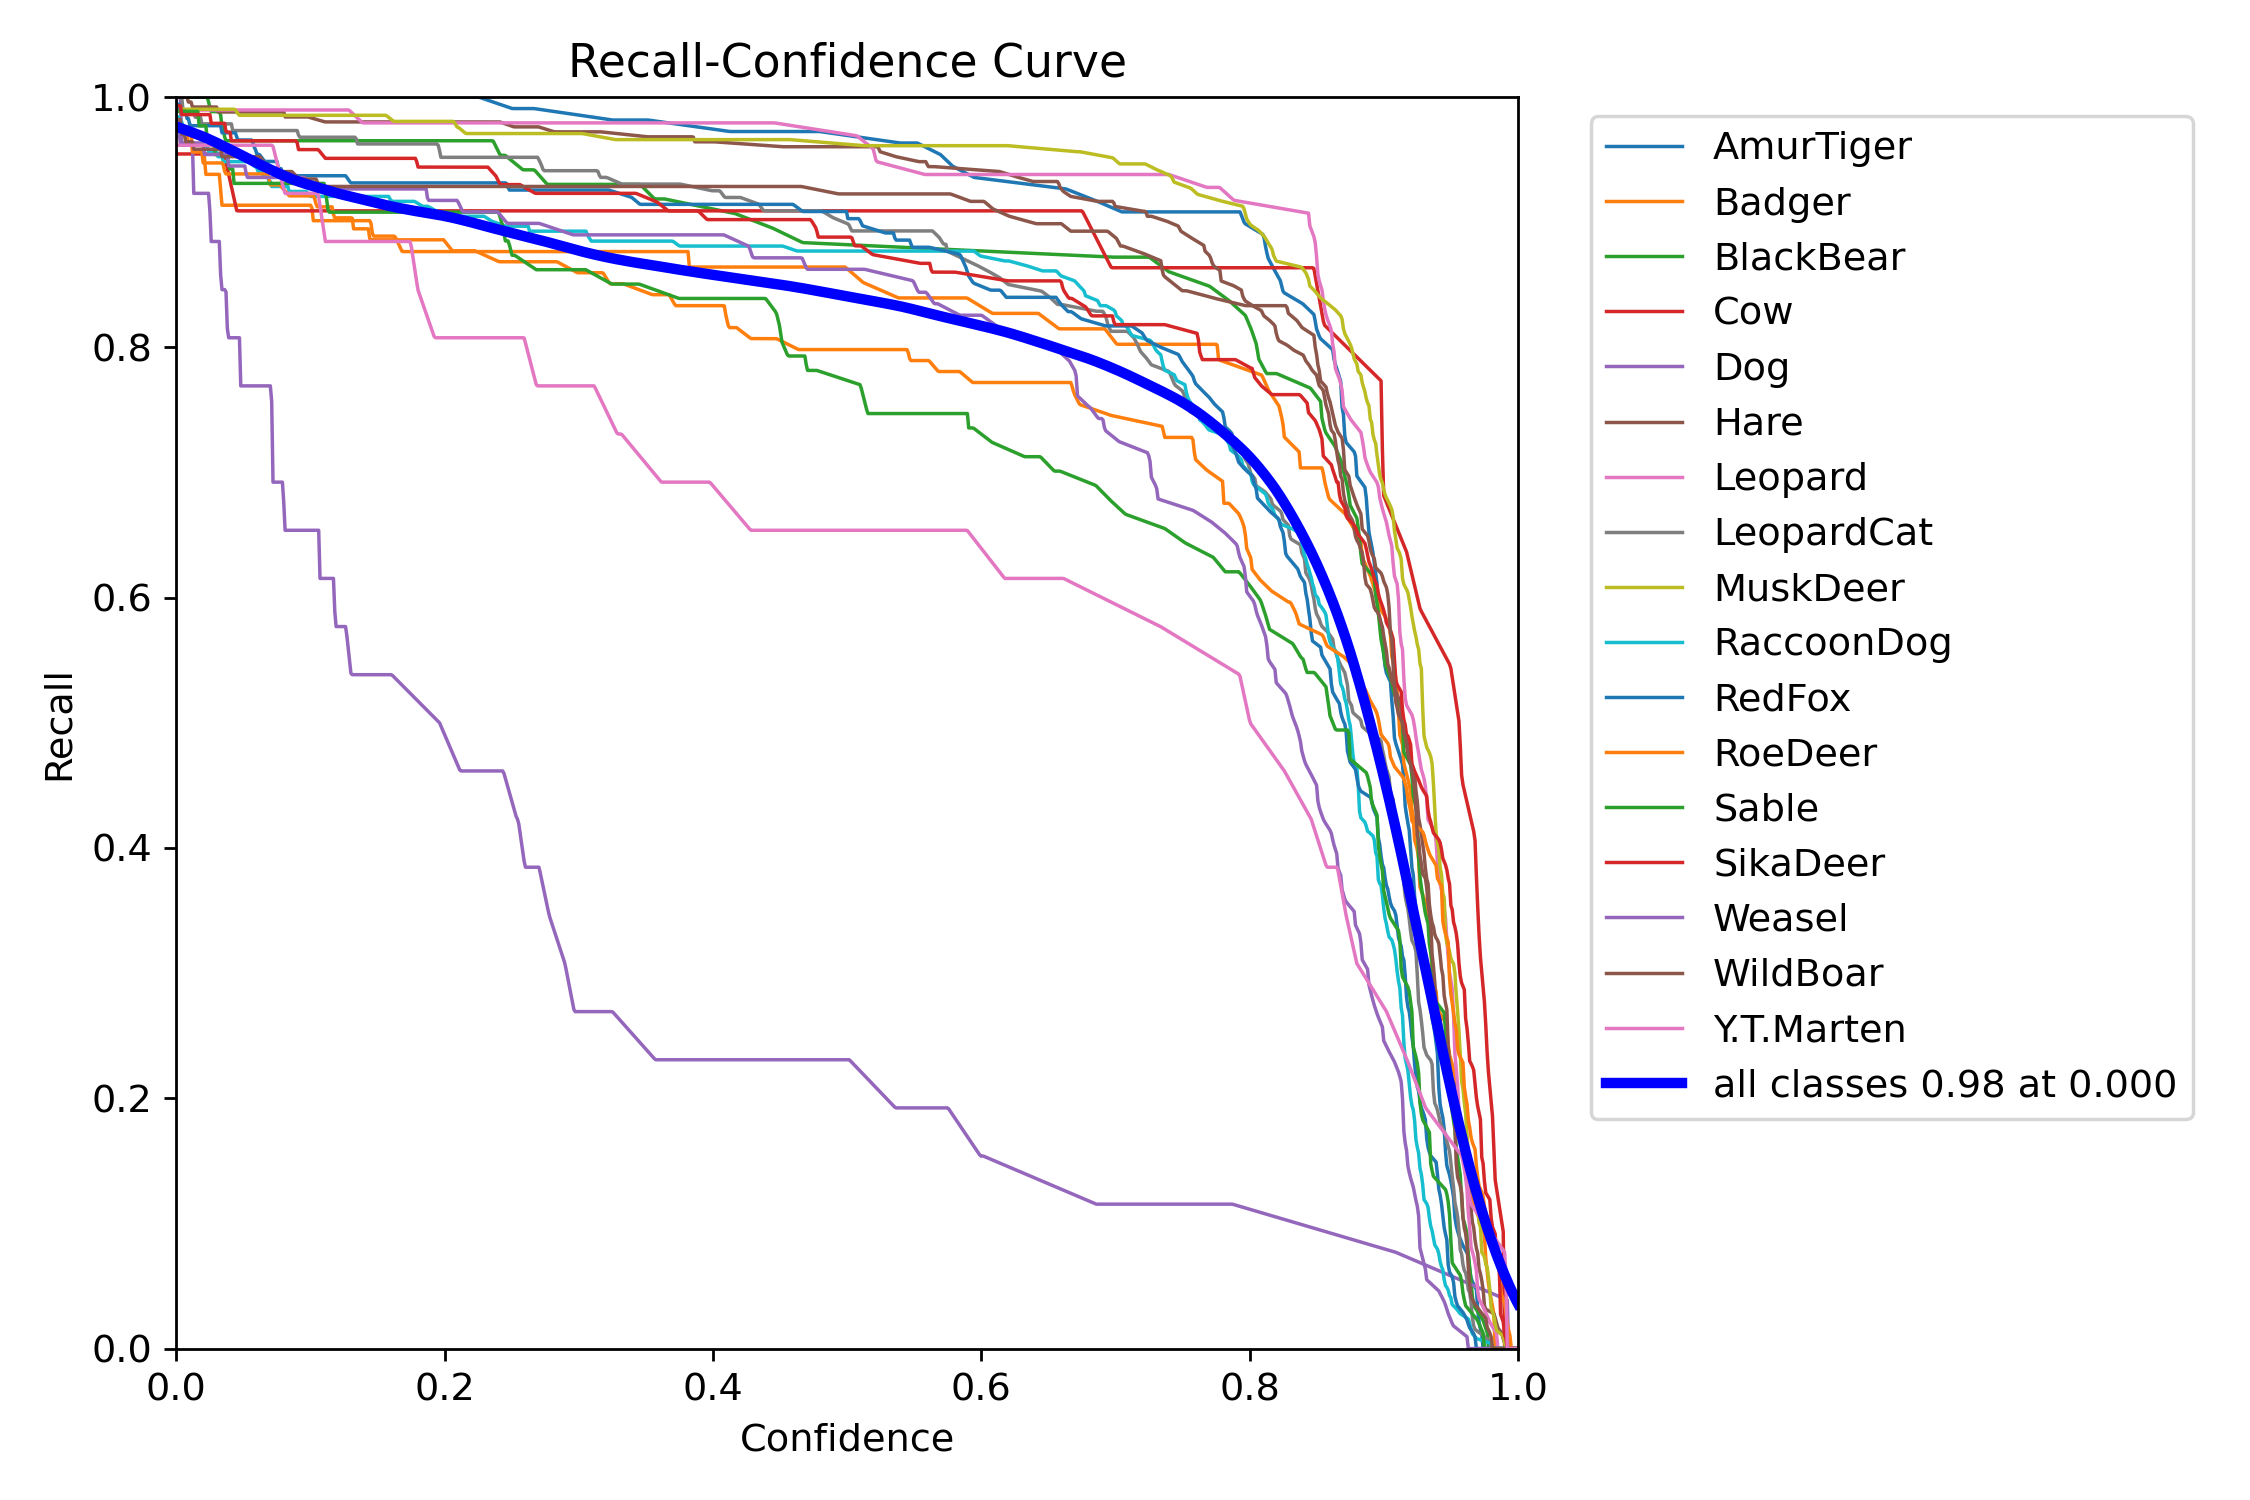 Recall-Confidence Curve
1.0
0.8
0.6
0.4
0.2
0.0
Recall
0.0 0.2 0.4 0.6 0.8 1.0
Confidence
AmurTiger
Badger
BlackBear
Cow
Dog
Hare
Leopard
LeopardCat
MuskDeer
RaccoonDog
RedFox
RoeDeer
Sable
SikaDeer
Weasel
WildBoar
Y.T.Marten
all classes 0.98 at 0.000